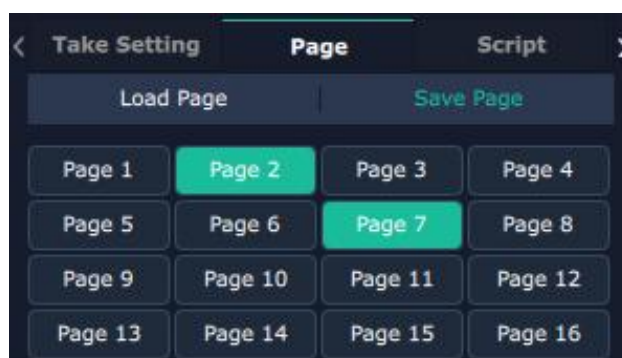 Take Setting Page Script
Load Page Save Page
Page 1 Page 2 Page 3 Page 4
Page 5 Page 6 Page 7 Page 8
Page 9 Page 10 Page 11 Page 12
Page 13 Page 14 Page 15 Page 16